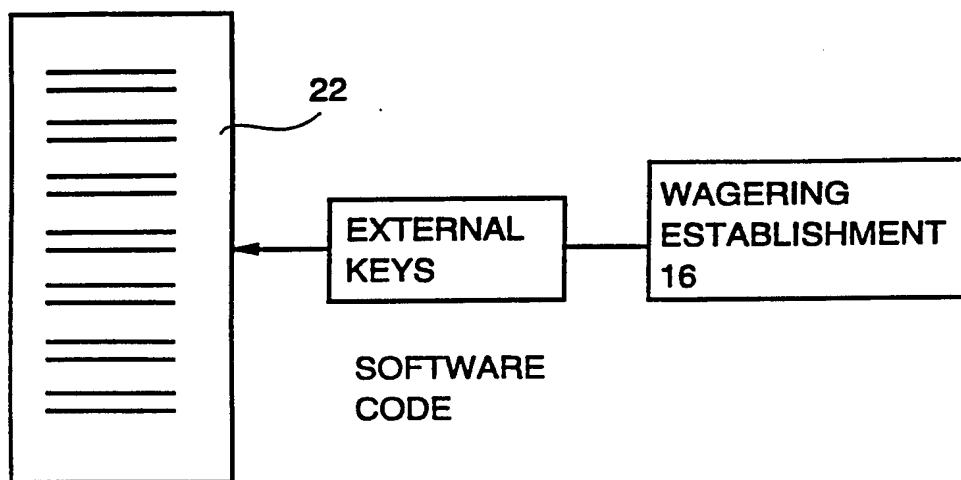 22
EXTERNAL
KEYS
WAGERING
ESTABLISHMENT
16
SOFTWARE
CODE